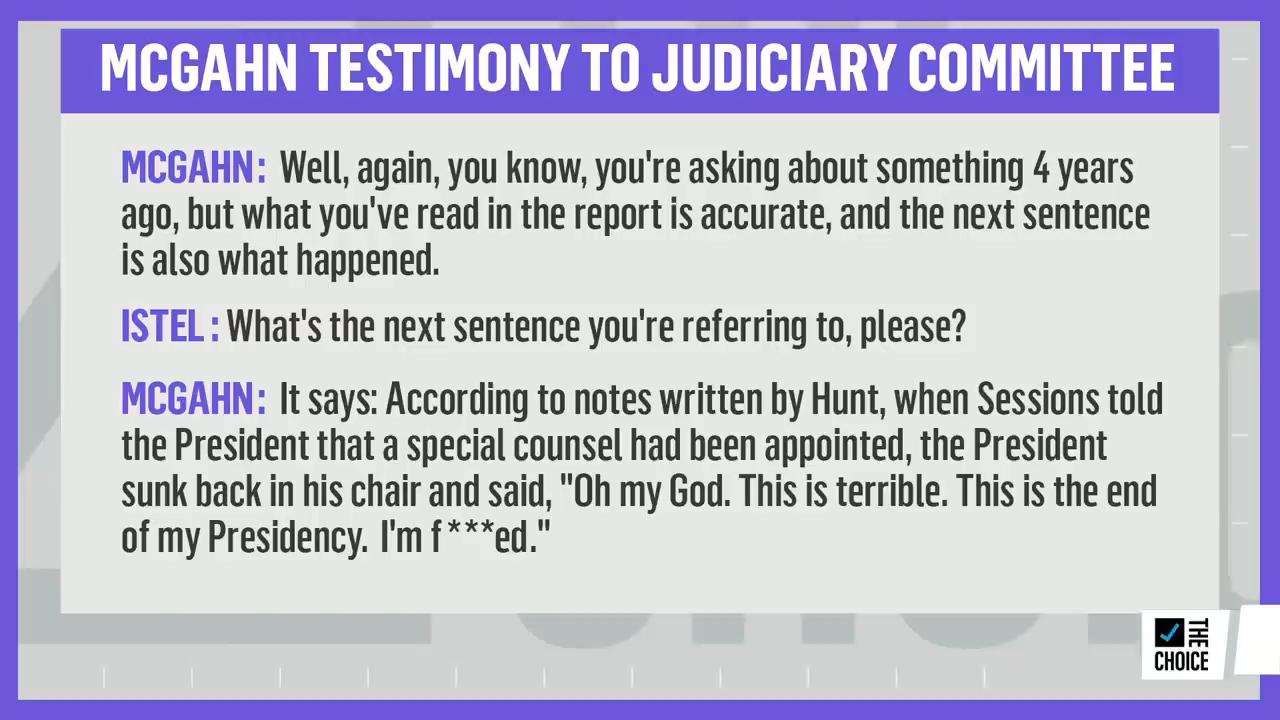 MCGAHN TESTIMONY TO JUDICIARY COMMITTEE
MCGAHN: Well, again, you know, you're asking about something 4 years
ago, but what you've read in the report is accurate, and the next sentence
is also what happened.
ISTEL : What's the next sentence you're referring to, please?
MCGAHN: It says: According to notes written by Hunt, when Sessions told
the President that a special counsel had been appointed, the President
sunk back in his chair and said, "Oh my God. This is terrible. This is the end
of my Presidency. I'm f***ed."
THE
CHOICE